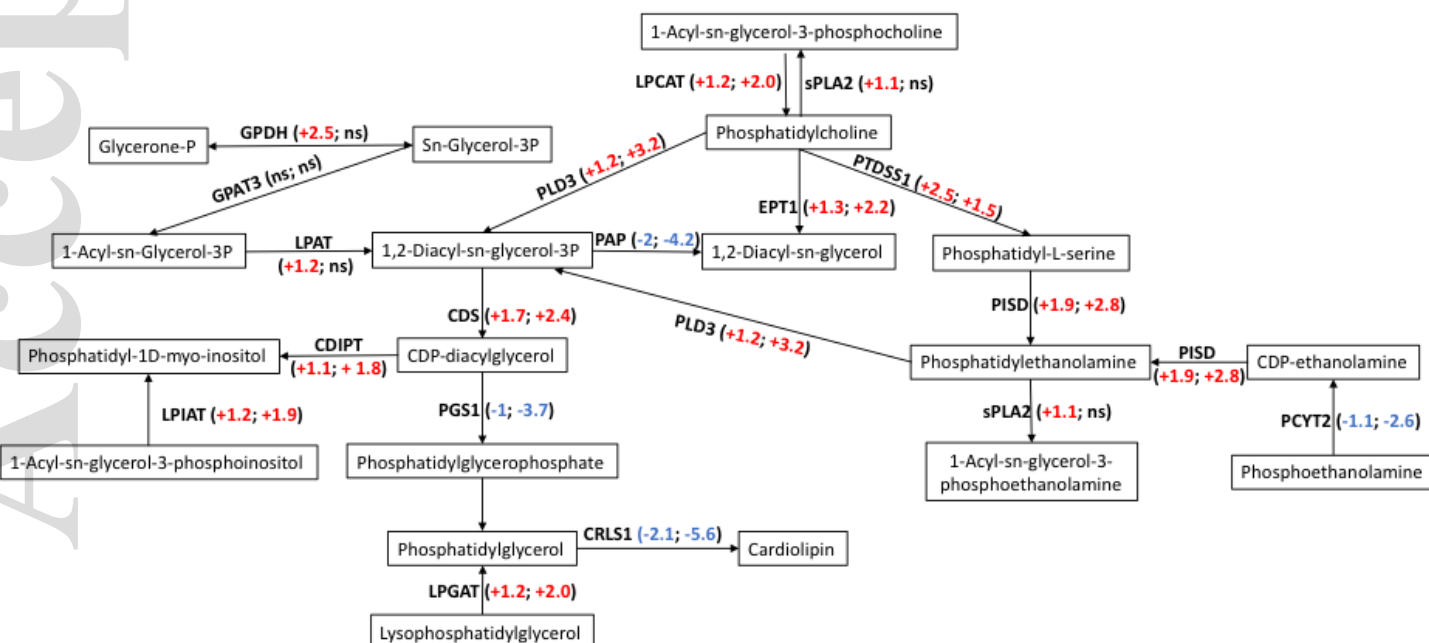 1-Acyl-sn-glycerol-3-phosphocholine
LPCAT (+1.2; +2.0)
sPLA2 (+1.1; ns)
Phosphatidylcholine
Glycerone-P
GPDH (+2.5; ns)
Sn-Glycerol-3P
GPAT3 (ns; ns)
PLD3 (+1.2; +3.2)
EPT1 (+1.3; +2.2)
PTDSS1 (+2.5; +1.5)
1-Acyl-sn-Glycerol-3P
LPAT
(+1.2; ns)
1,2-Diacyl-sn-glycerol-3P
PAP (-2; -4.2)
1,2-Diacyl-sn-glycerol
Phosphatidyl-L-serine
CDS (+1.7; +2.4)
PLD3 (+1.2; +3.2)
PISD (+1.9; +2.8)
Phosphatidyl-1D-myo-inositol
CDIPT
(+1.1; + 1.8)
CDP-diacylglycerol
Phosphatidylethanolamine
PISD
(+1.9; +2.8)
CDP-ethanolamine
LPIAT (+1.2; +1.9)
PGS1 (-1; -3.7)
sPLA2 (+1.1; ns)
PCYT2 (-1.1; -2.6)
1-Acyl-sn-glycerol-3-phosphoinositol
Phosphatidylglycerophosphate
1-Acyl-sn-glycerol-3-
phosphoethanolamine
Phosphoethanolamine
Phosphatidylglycerol
CRLS1 (-2.1; -5.6)
Cardiolipin
LPGAT (+1.2; +2.0)
Lysophosphatidylglycerol